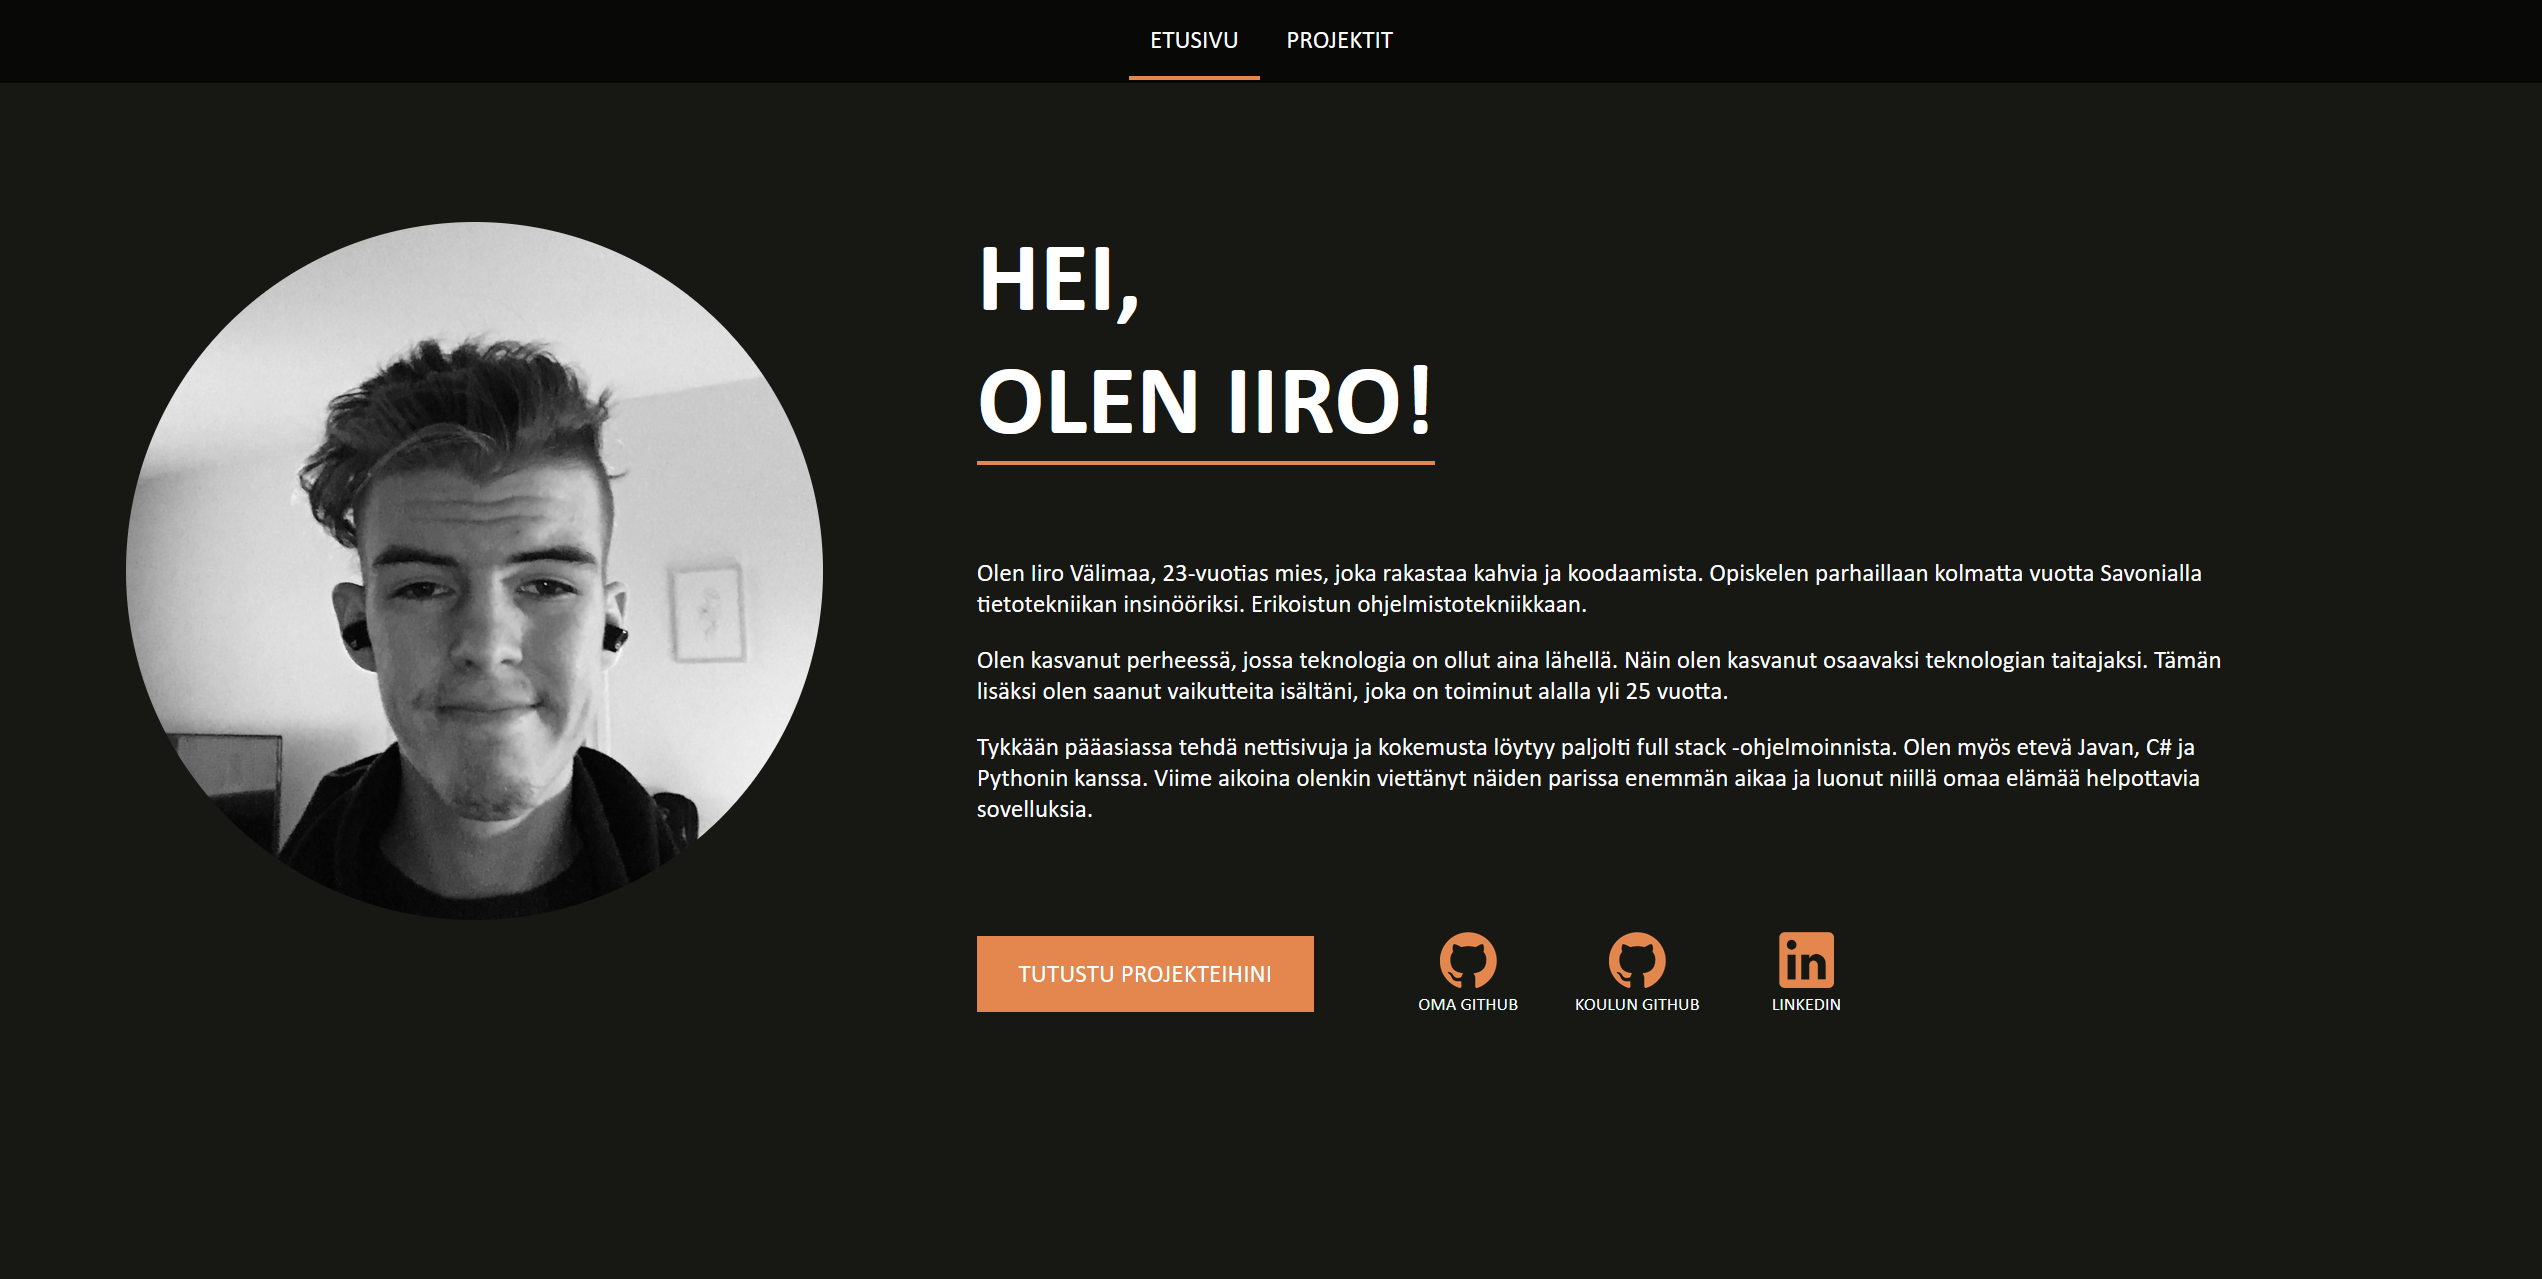 ETUSIVU PROJEKTIT
HEI,
OLEN IIRO!
Olen Iiro Välimaa, 23-vuotias mies, joka rakastaa kahvia ja koodaamista. Opiskelen parhaillaan kolmatta vuotta Savonialla
tietotekniikan insinööriksi. Erikoistun ohjelmistotekniikkaan.
Olen kasvanut perheessä, jossa teknologia on ollut aina lähellä. Näin olen kasvanut osaavaksi teknologian taitajaksi. Tämän
lisäksi olen saanut vaikutteita isältäni, joka on toiminut alalla yli 25 vuotta.
Tykkään pääasiassa tehdä nettisivuja ja kokemusta löytyy paljolti full stack -ohjelmoinnista. Olen myös etevä Javan, C# ja
Pythonin kanssa. Viime aikoina olenkin viettänyt näiden parissa enemmän aikaa ja luonut niillä omaa elämää helpottavia
sovelluksia.
TUTUSTU PROJEKTEIHINI
OMA GITHUB KOULUN GITHUB LINKEDIN